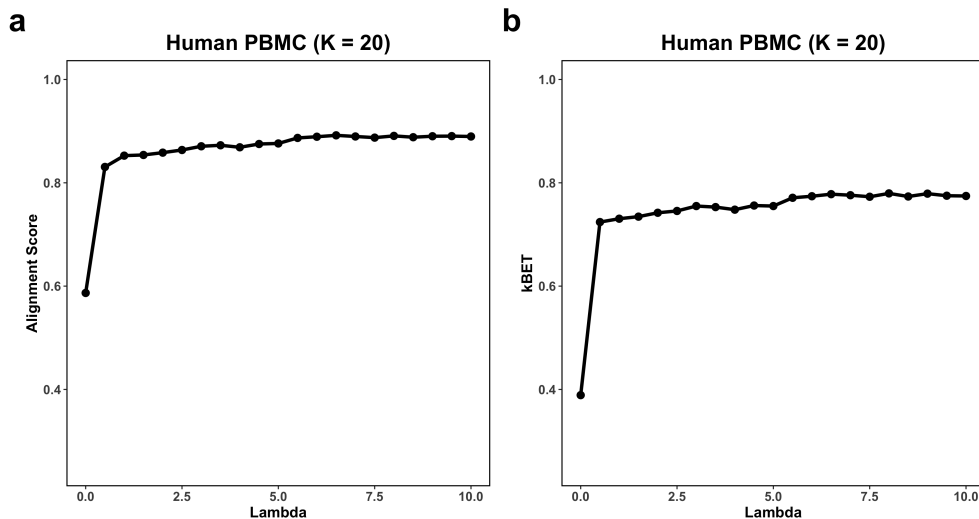 a
Human PBMC (K = 20)
1.0
0.8
0.6
0.4
Alignment Score
0.0 2.5 5.0 7.5 10.0
Lambda
b
Human PBMC (K = 20)
1.0
0.8
0.6
0.4
kBET
0.0 2.5 5.0 7.5 10.0
Lambda